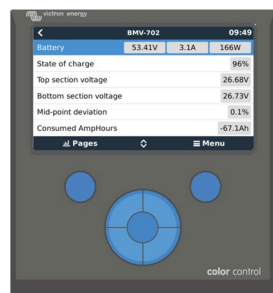 victron energy
BMV-702 09:49
Battery 53.41V 3.1A 166W
State of charge 96%
Top section voltage 26.68V
Bottom section voltage 26.73V
Mid-point deviation 0.1%
Consumed AmpHours -67.1Ah
Pages Menu
color control